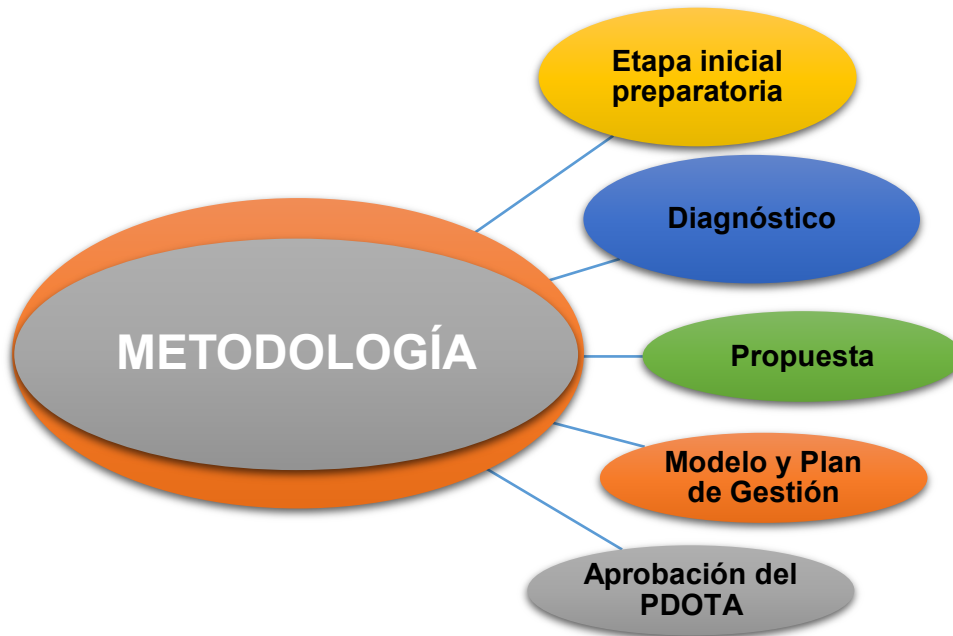 Etapa inicial
preparatoria
Diagnóstico
METODOLOGÍA
Propuesta
Modelo y Plan
de Gestión
Aprobación del
PDOTA